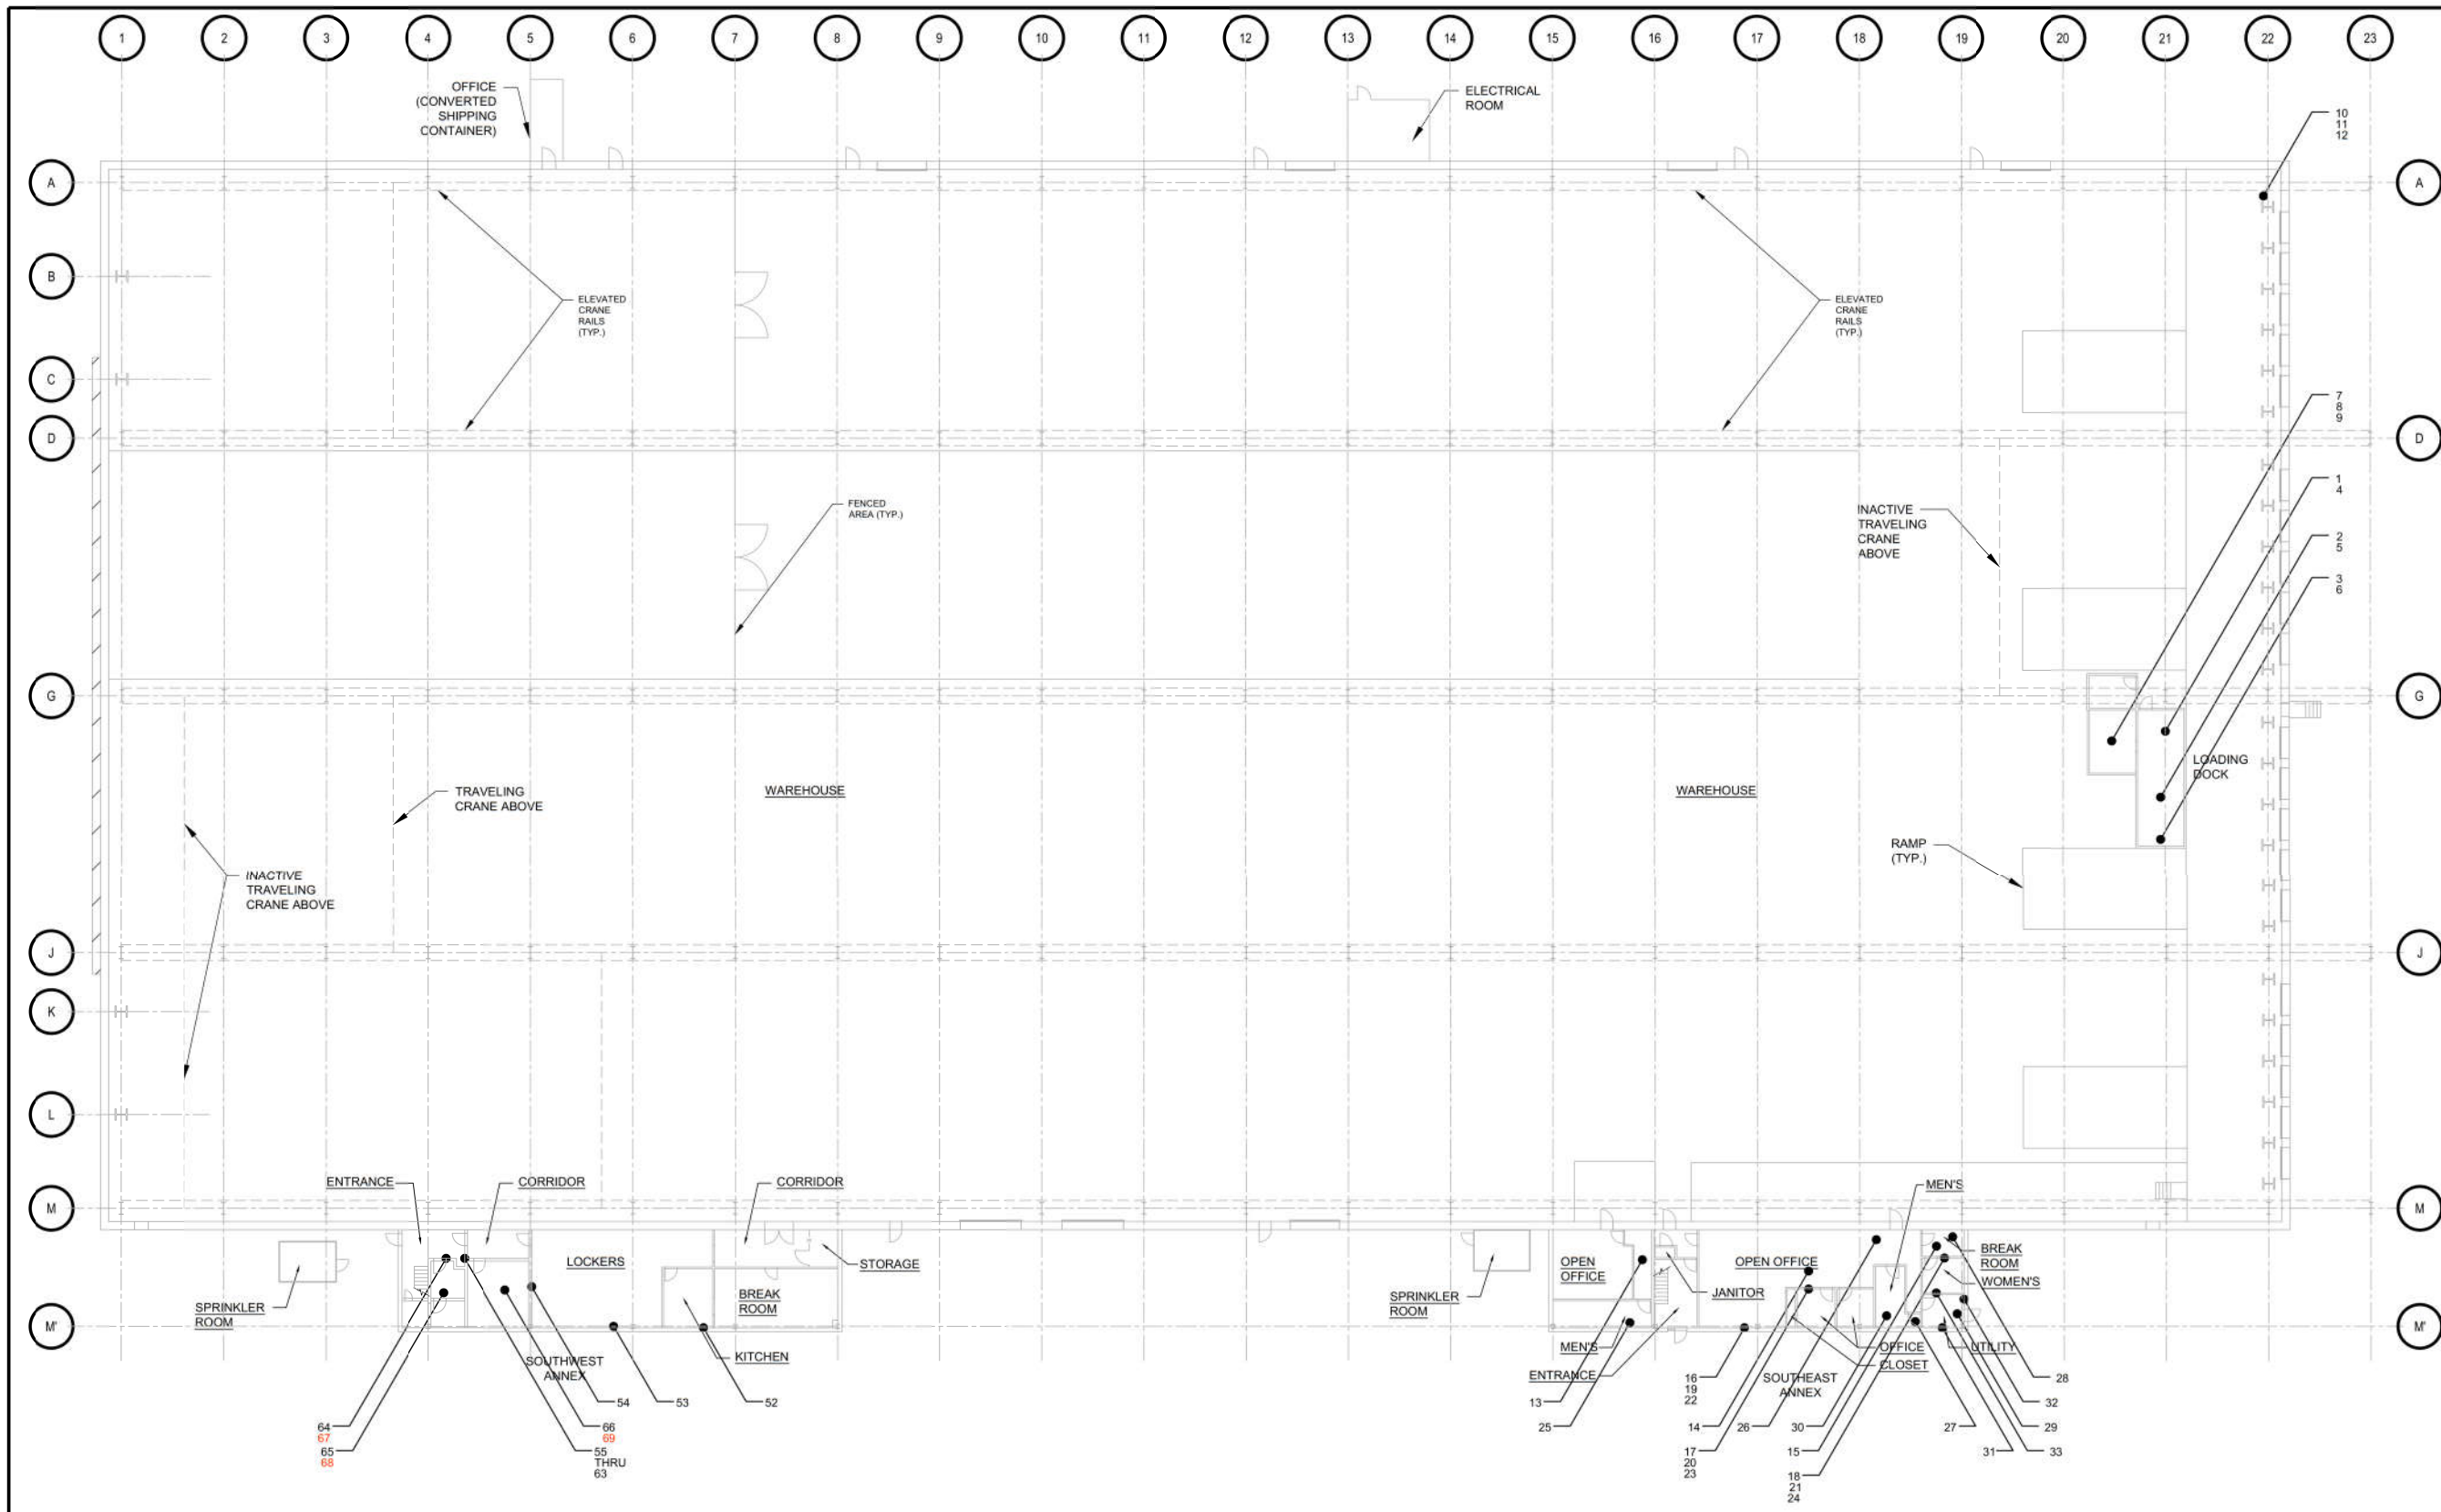 1 2 3 4 5 6 7 8 9 10 11 12 13 14 15 16 17 18 19 20 21 22 23
OFFICE
(CONVERTED
SHIPPING
CONTAINER)
ELECTRICAL
ROOM
10
11
12
A
A
B
ELEVATED
CRANE
RAILS
(TYP.)
ELEVATED
CRANE
RAILS
(TYP.)
C
7
8
9
D
D
1
4
FENCED
AREA (TYP.)
INACTIVE
TRAVELING
CRANE
ABOVE
2
5
3
6
G
G
LOADING
DOCK
WAREHOUSE
WAREHOUSE
TRAVELING
CRANE ABOVE
RAMP
(TYP.)
INACTIVE
TRAVELING
CRANE ABOVE
J
J
K
L
M
M
ENTRANCE
CORRIDOR
CORRIDOR
MEN'S
LOCKERS
STORAGE
OPEN
OFFICE
OPEN OFFICE
BREAK
ROOM
WOMEN'S
SPRINKLER
ROOM
BREAK
ROOM
SPRINKLER
ROOM
JANITOR
M'
M'
KITCHEN
MEN'S
OFFICE
UTILITY
SOUTHWEST
ANNEX
ENTRANCE
CLOSET
SOUTHEAST
ANNEX
54
53
52
13
16
19
22
28
32
64
67
66
69
25
14
26
30
27
29
65
68
55
THRU
63
17
20
23
15
31
33
18
21
24